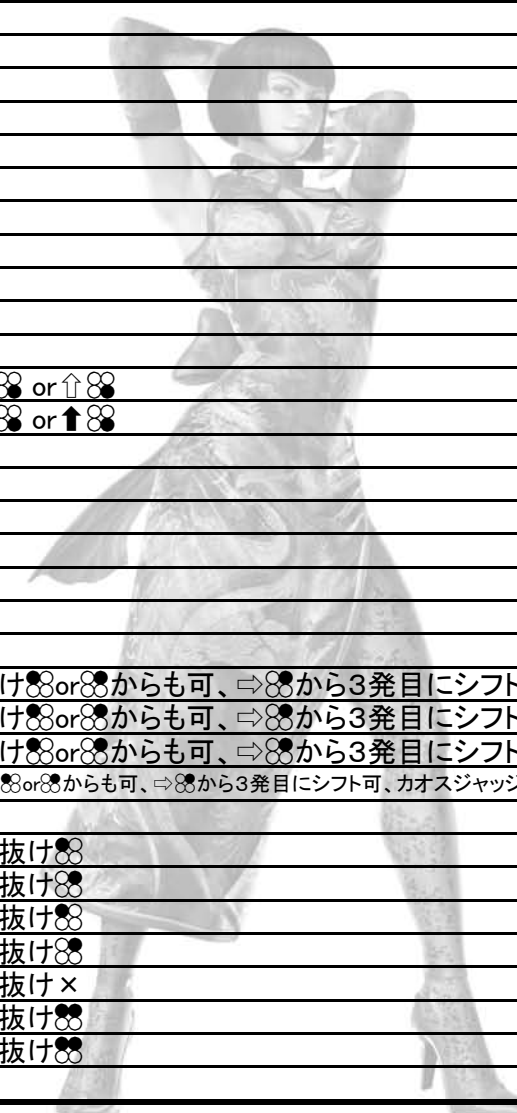 or⇧
or⬆
けorからも可、⇨から3発目にシフト
けorからも可、⇨から3発目にシフト
けorからも可、⇨から3発目にシフト
orからも可、⇨から3発目にシフト可、カオスジャッジ
抜け
抜け
抜け
抜け
抜け×
抜け
抜け